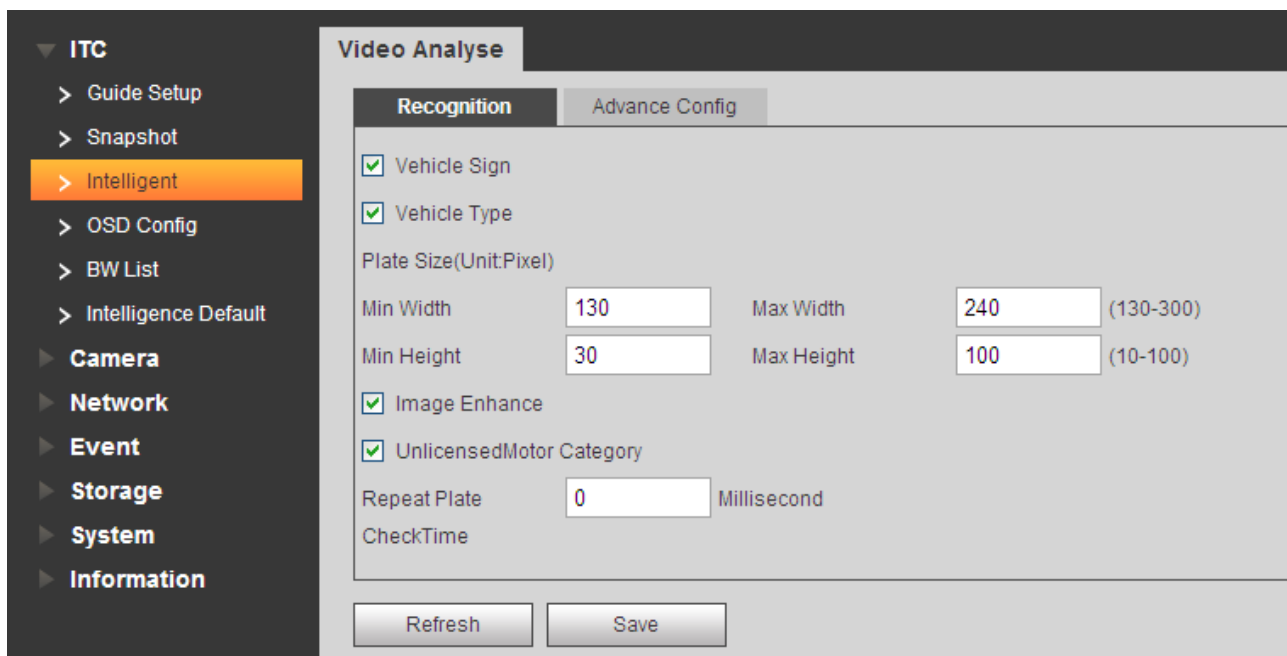 ITC
Guide Setup
Snapshot
Intelligent
OSD Config
BW List
Intelligence Default
Camera
Network
Event
Storage
System
Information
Video Analyse
Recognition Advance Config
Vehicle Sign
Vehicle Type
Plate Size(Unit:Pixel)
Min Width 130 Max Width 240 (130-300)
Min Height 30 Max Height 100 (10-100)
Image Enhance
UnlicensedMotor Category
Repeat Plate 0 Millisecond
CheckTime
Refresh Save